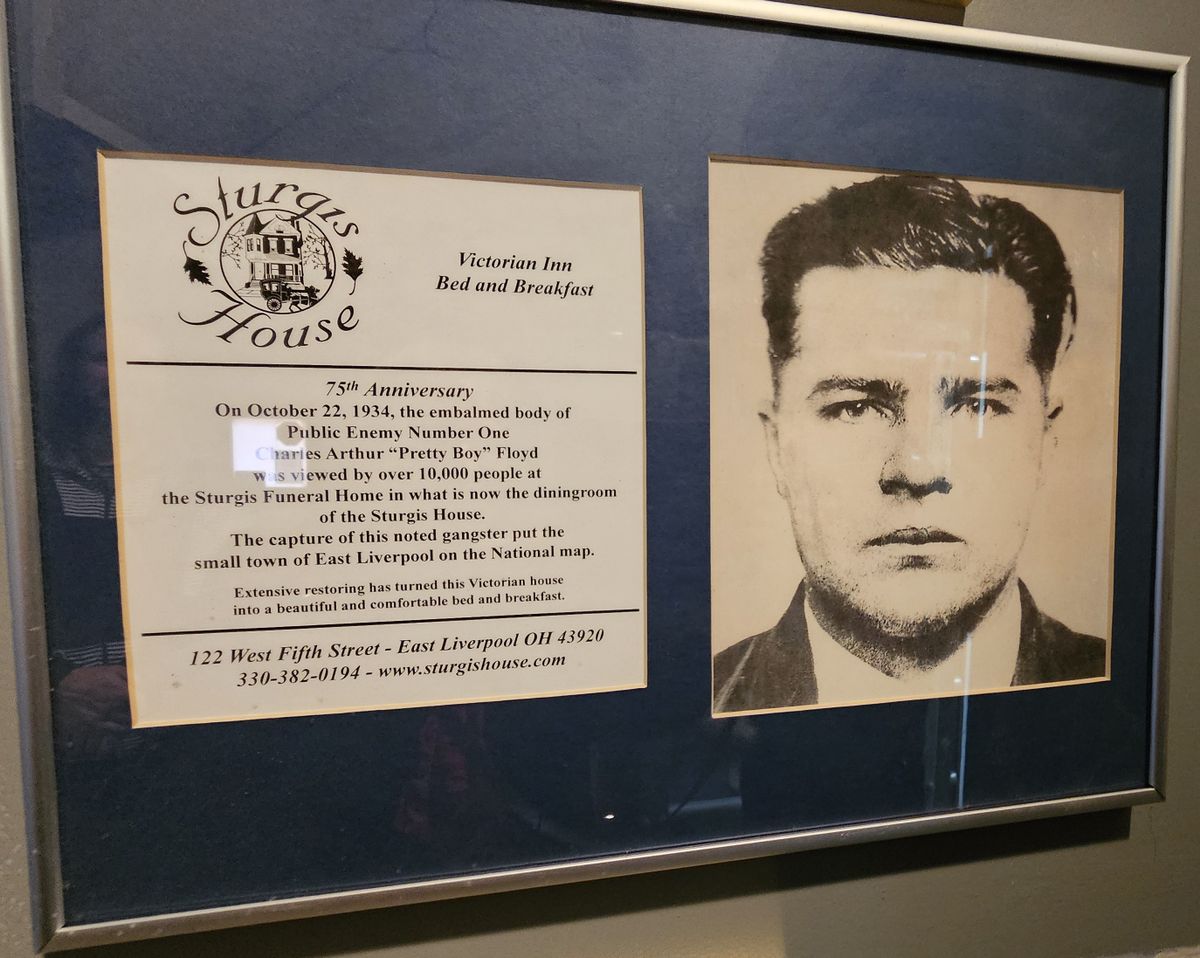 Sturgis
House
Victorian Inn
Bed and Breakfast
75th Anniversary
On October 22, 1934, the embalmed body of
Public Enemy Number One
Charles Arthur “Pretty Boy” Floyd
was viewed by over 10,000 people at
the Sturgis Funeral Home in what is now the diningroom
of the Sturgis House.
The capture of this noted gangster put the
small town of East Liverpool on the National map.
Extensive restoring has turned this Victorian house
into a beautiful and comfortable bed and breakfast.
122 West Fifth Street - East Liverpool OH 43920
330-382-0194 - www.sturgishouse.com